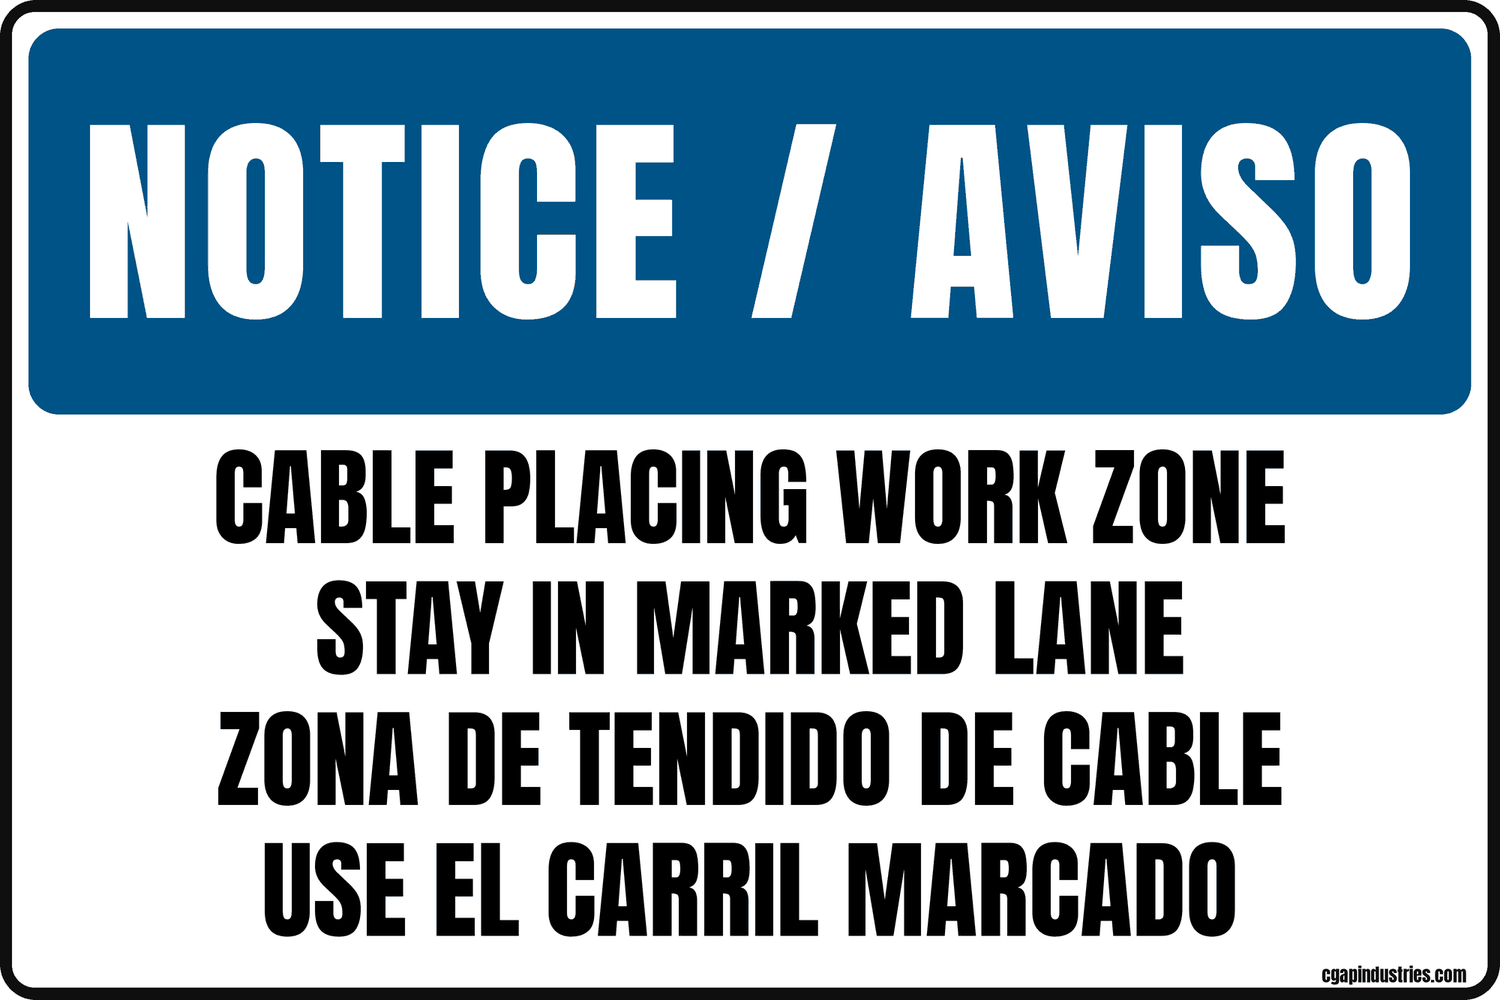 NOTICE / AVISO
CABLE PLACING WORK ZONE
STAY IN MARKED LANE
ZONA DE TENDIDO DE CABLE
USE EL CARRIL MARCADO
cgapindustries.com